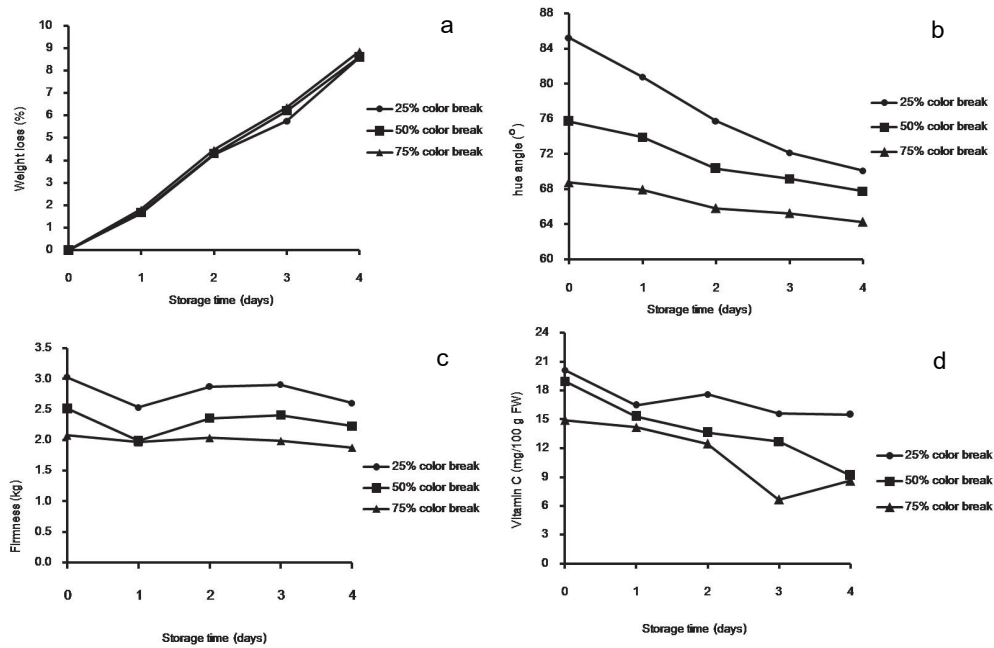 a
10
9
8
7
6
5
4
3
2
1
0
Weight loss (%)
0 1 2 3 4
Storage time (days)
25% color break
50% color break
75% color break
b
88
84
80
76
72
68
64
60
hue angle (°)
0 1 2 3 4
Storage time (days)
25% color break
50% color break
75% color break
c
3.5
3.0
2.5
2.0
1.5
1.0
0.5
0.0
Firmness (kg)
0 1 2 3 4
Storage time (days)
25% color break
50% color break
75% color break
d
24
21
18
15
12
9
6
3
0
Vitamin C (mg/100 g FW)
0 1 2 3 4
Storage time (days)
25% color break
50% color break
75% color break